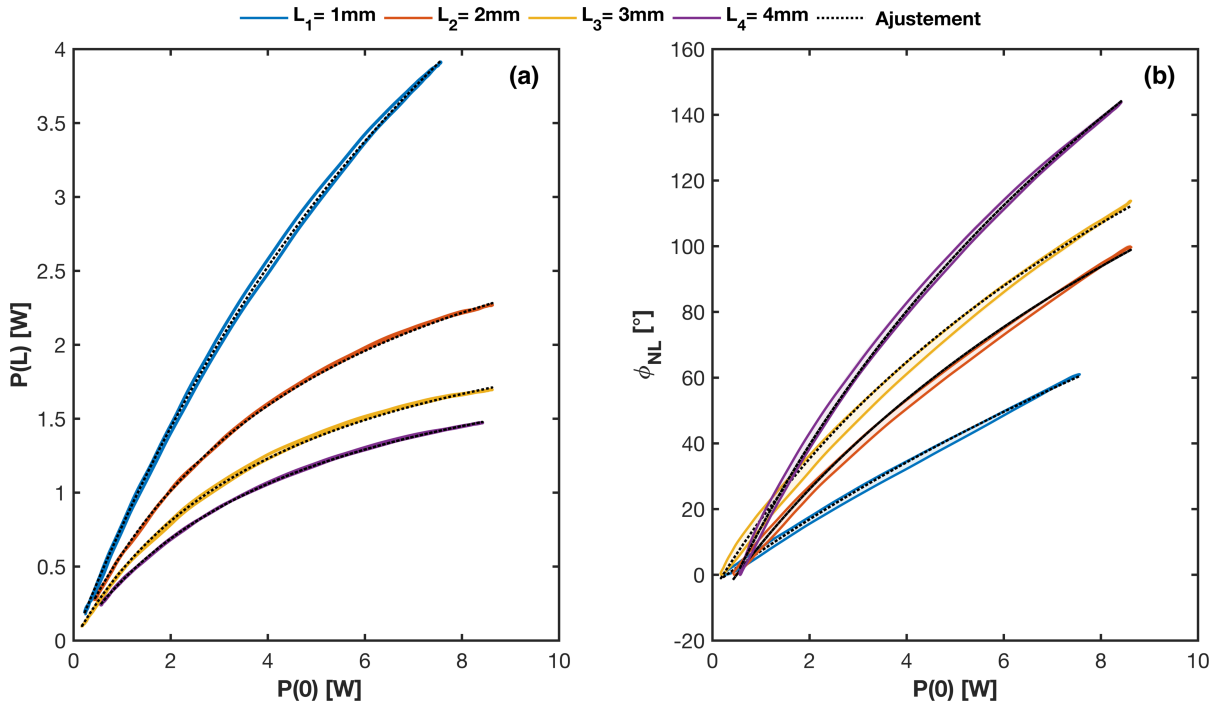 L₁= 1mm L₂= 2mm L₃= 3mm L₄= 4mm Ajustement
(a)
P(L) [W]
4
3.5
3
2.5
2
1.5
1
0.5
0
0 2 4 6 8 10
P(0) [W]
(b)
ϕNL [°]
160
140
120
100
80
60
40
20
0
-20
0 2 4 6 8 10
P(0) [W]